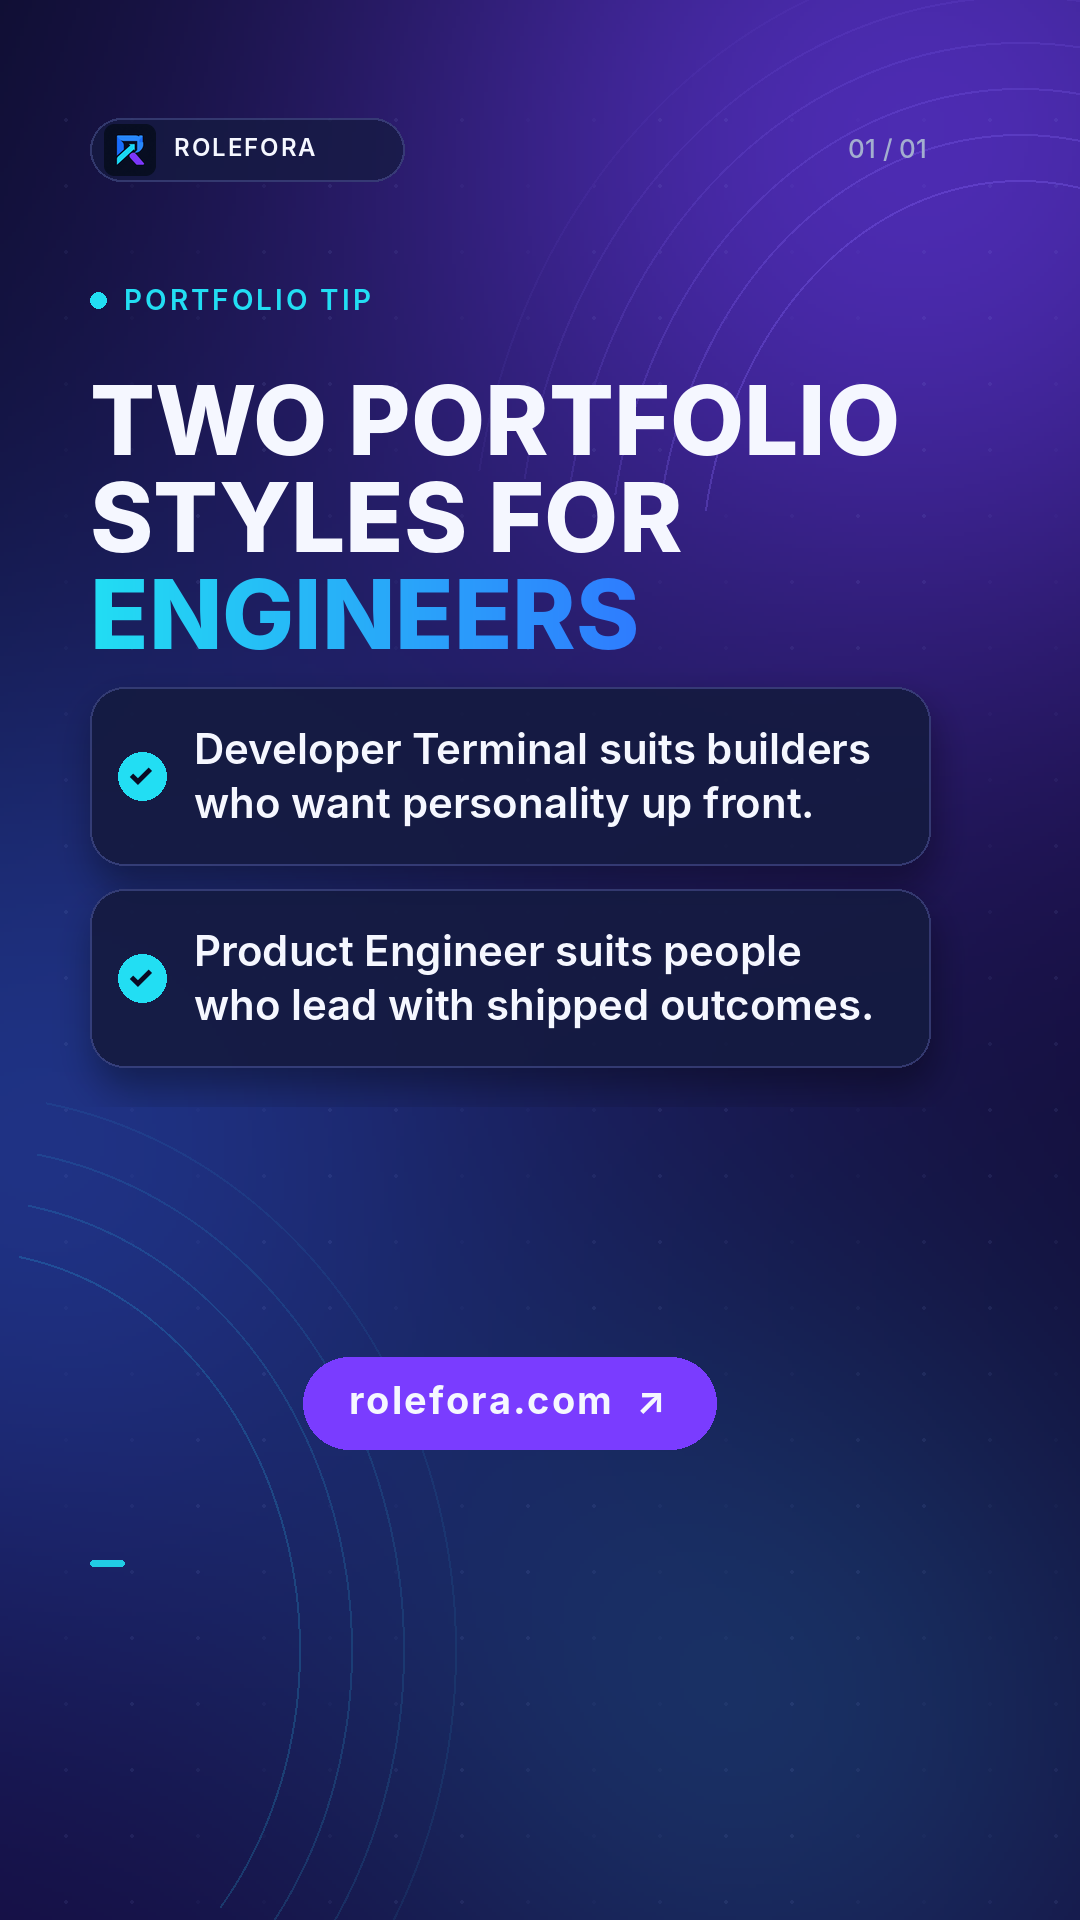 ROLEFORA
01 / 01
PORTFOLIO TIP
TWO PORTFOLIO
STYLES FOR
ENGINEERS
Developer Terminal suits builders
who want personality up front.
Product Engineer suits people
who lead with shipped outcomes.
rolefora.com